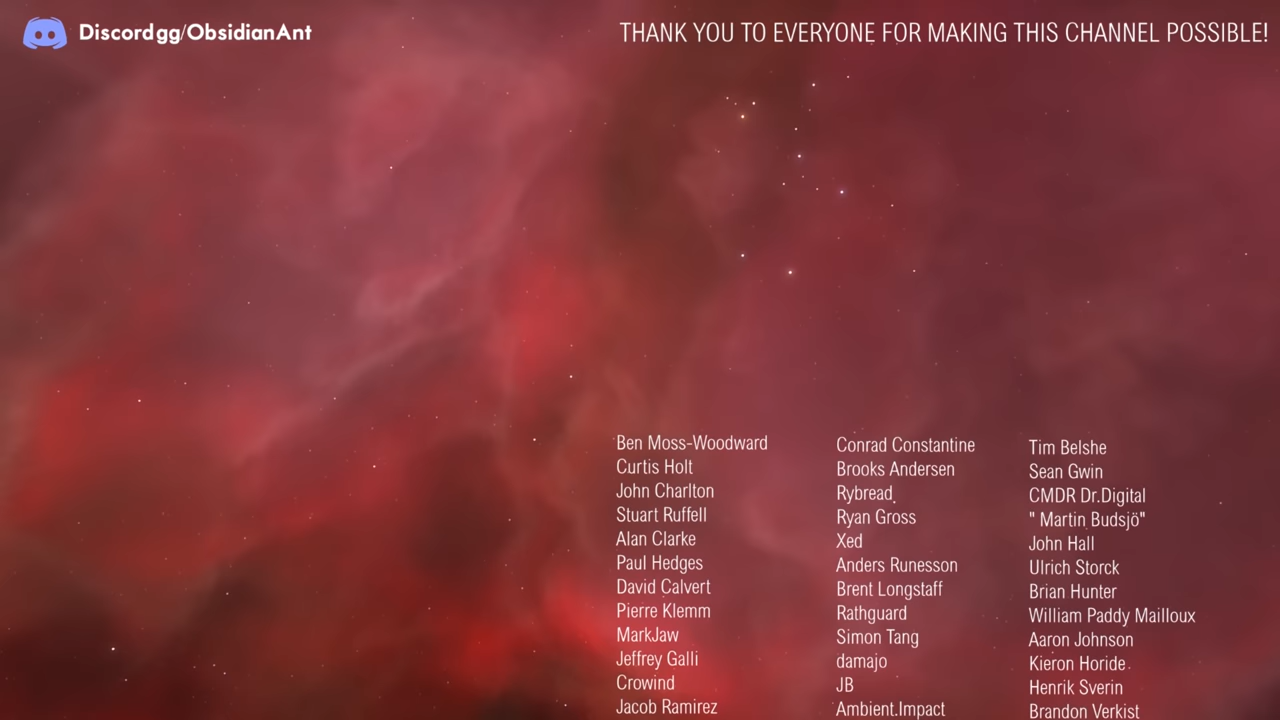 Discordgg/ObsidianAnt
THANK YOU TO EVERYONE FOR MAKING THIS CHANNEL POSSIBLE!
Ben Moss-Woodward
Curtis Holt
John Charlton
Stuart Ruffell
Alan Clarke
Paul Hedges
David Calvert
Pierre Klemm
MarkJaw
Jeffrey Galli
Crowind
Jacob Ramirez
Conrad Constantine
Brooks Andersen
Rybread
Ryan Gross
Xed
Anders Runesson
Brent Longstaff
Rathguard
Simon Tang
damajo
JB
Ambient.Impact
Tim Belshe
Sean Gwin
CMDR Dr.Digital
" Martin Budsjö"
John Hall
Ulrich Storck
Brian Hunter
William Paddy Mailloux
Aaron Johnson
Kieron Horide
Henrik Sverin
Brandon Verkist